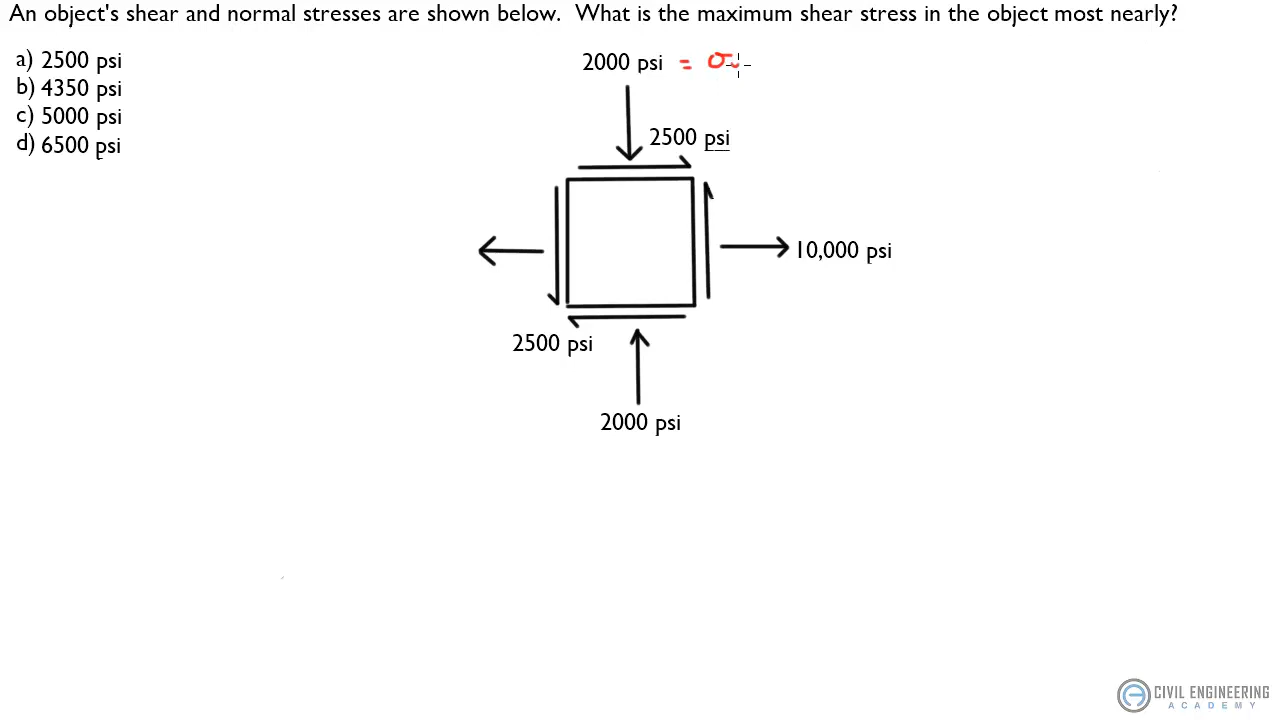 An object's shear and normal stresses are shown below. What is the maximum shear stress in the object most nearly?
a) 2500 psi
b) 4350 psi
c) 5000 psi
d) 6500 psi
2000 psi = σ
2500 psi
10,000 psi
2500 psi
2000 psi
CIVIL ENGINEERING
ACADEMY